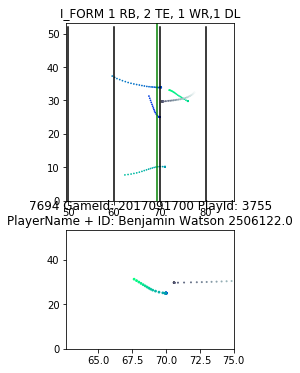 I_FORM 1 RB, 2 TE, 1 WR,1 DL
50
40
30
20
10
0
50 60 70 80
7694 GameId: 2017091700 PlayId: 3755
PlayerName + ID: Benjamin Watson 2506122.0
40
20
0
65.0 67.5 70.0 72.5 75.0